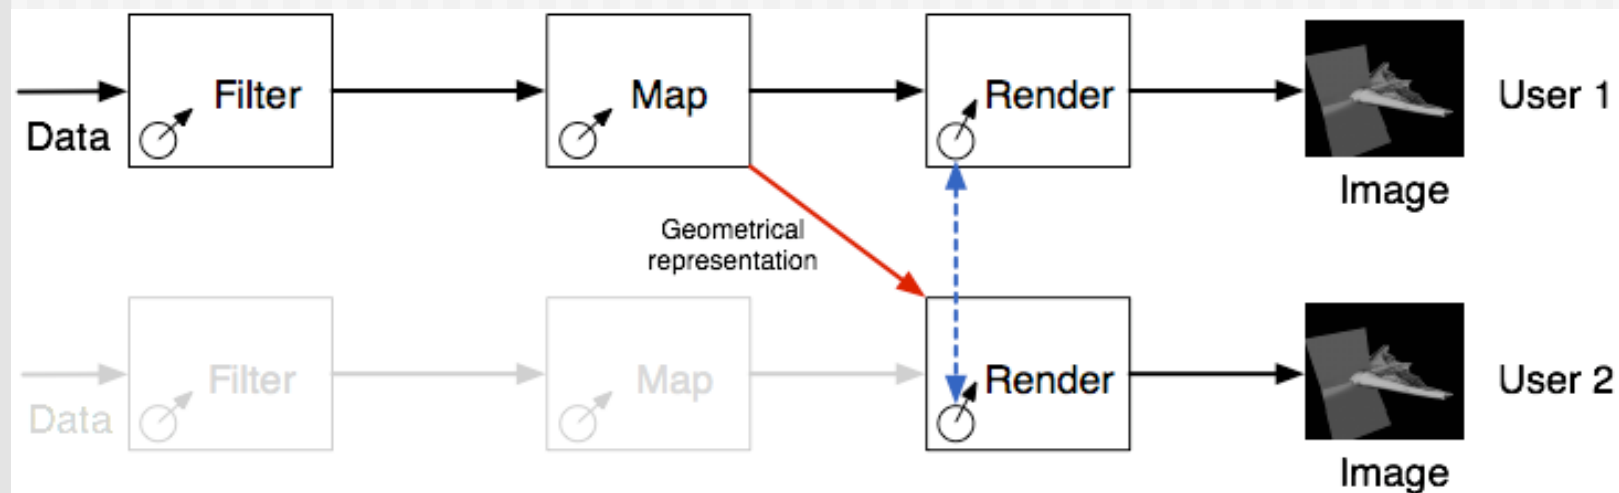 Filter
Map
Render
User 1
Data
Image
Geometrical
representation
Filter
Map
Render
User 2
Data
Image